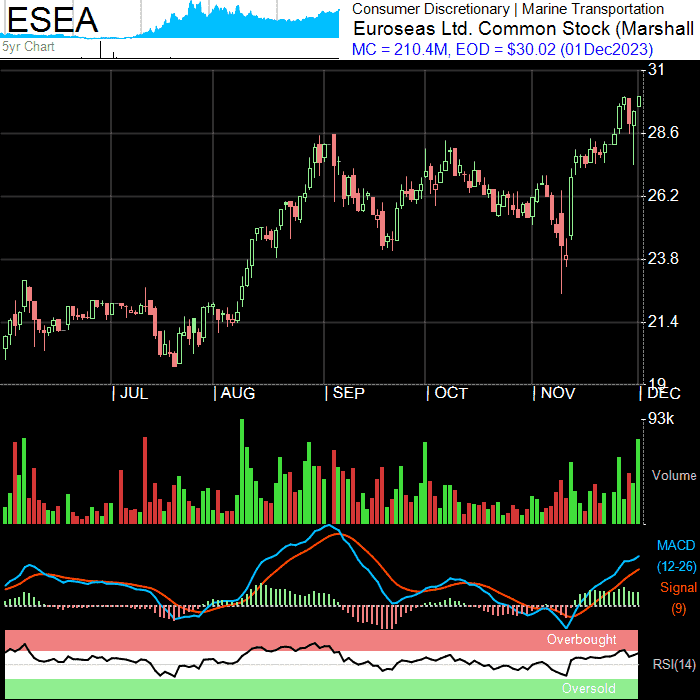 ESEA
5yr Chart
Consumer Discretionary | Marine Transportation
Euroseas Ltd. Common Stock (Marshall
MC = 210.4M, EOD = $30.02 (01Dec2023)
31
28.6
26.2
23.8
21.4
19
JUL AUG SEP OCT NOV DEC
93k
Volume
MACD
(12-26)
Signal
(9)
Overbought
RSI(14)
Oversold